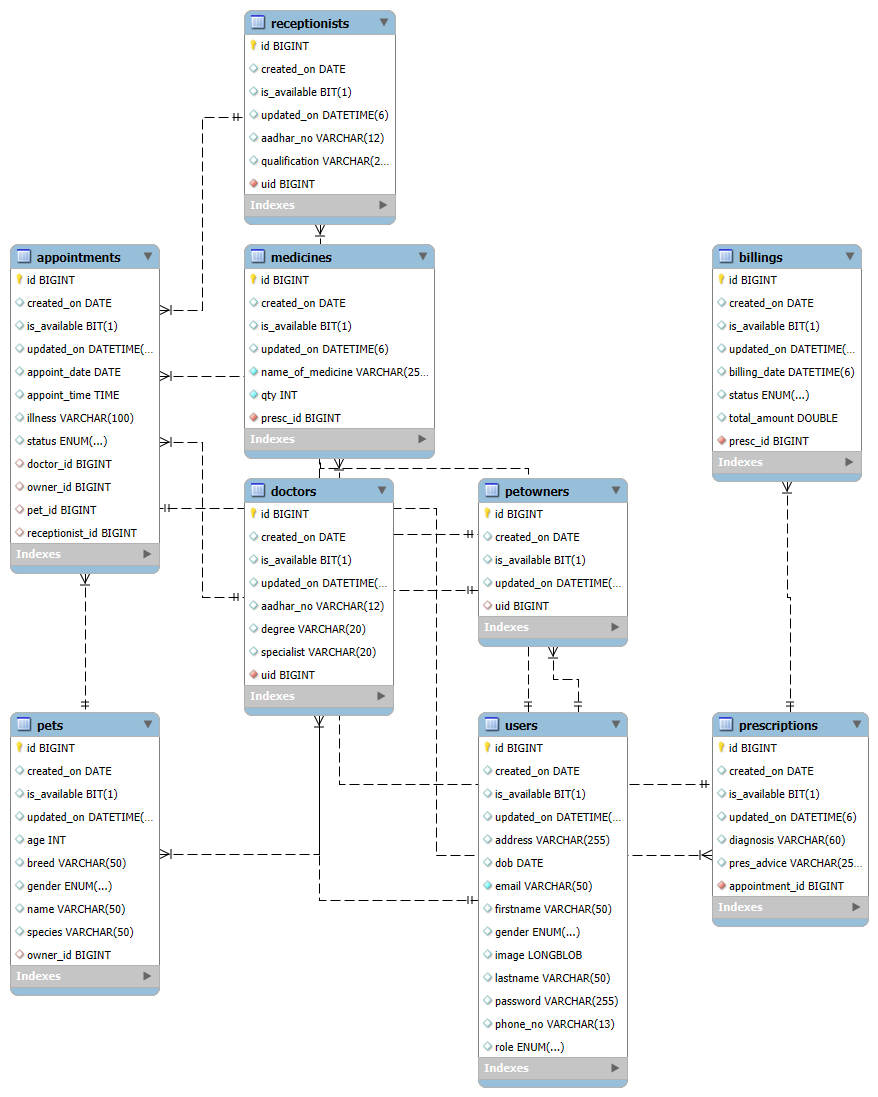 receptionists
id BIGINT
created_on DATE
is_available BIT(1)
updated_on DATETIME(6)
aadhar_no VARCHAR(12)
qualification VARCHAR(2...
uid BIGINT
Indexes
appointments
id BIGINT
created_on DATE
is_available BIT(1)
updated_on DATETIME(...
appoint_date DATE
appoint_time TIME
illness VARCHAR(100)
status ENUM(...)
doctor_id BIGINT
owner_id BIGINT
pet_id BIGINT
receptionist_id BIGINT
Indexes
medicines
id BIGINT
created_on DATE
is_available BIT(1)
updated_on DATETIME(6)
name_of_medicine VARCHAR(25...
qty INT
presc_id BIGINT
Indexes
billings
id BIGINT
created_on DATE
is_available BIT(1)
updated_on DATETIME(...
billing_date DATETIME(6)
status ENUM(...)
total_amount DOUBLE
presc_id BIGINT
Indexes
doctors
id BIGINT
created_on DATE
is_available BIT(1)
updated_on DATETIME(...
aadhar_no VARCHAR(12)
degree VARCHAR(20)
specialist VARCHAR(20)
uid BIGINT
Indexes
petowners
id BIGINT
created_on DATE
is_available BIT(1)
updated_on DATETIME(...
uid BIGINT
Indexes
pets
id BIGINT
created_on DATE
is_available BIT(1)
updated_on DATETIME(...
age INT
breed VARCHAR(50)
gender ENUM(...)
name VARCHAR(50)
species VARCHAR(50)
owner_id BIGINT
Indexes
users
id BIGINT
created_on DATE
is_available BIT(1)
updated_on DATETIME(...
address VARCHAR(255)
dob DATE
email VARCHAR(50)
firstname VARCHAR(50)
gender ENUM(...)
image LONGBLOB
lastname VARCHAR(50)
password VARCHAR(255)
phone_no VARCHAR(13)
role ENUM(...)
Indexes
prescriptions
id BIGINT
created_on DATE
is_available BIT(1)
updated_on DATETIME(6)
diagnosis VARCHAR(60)
pres_advice VARCHAR(25...
appointment_id BIGINT
Indexes